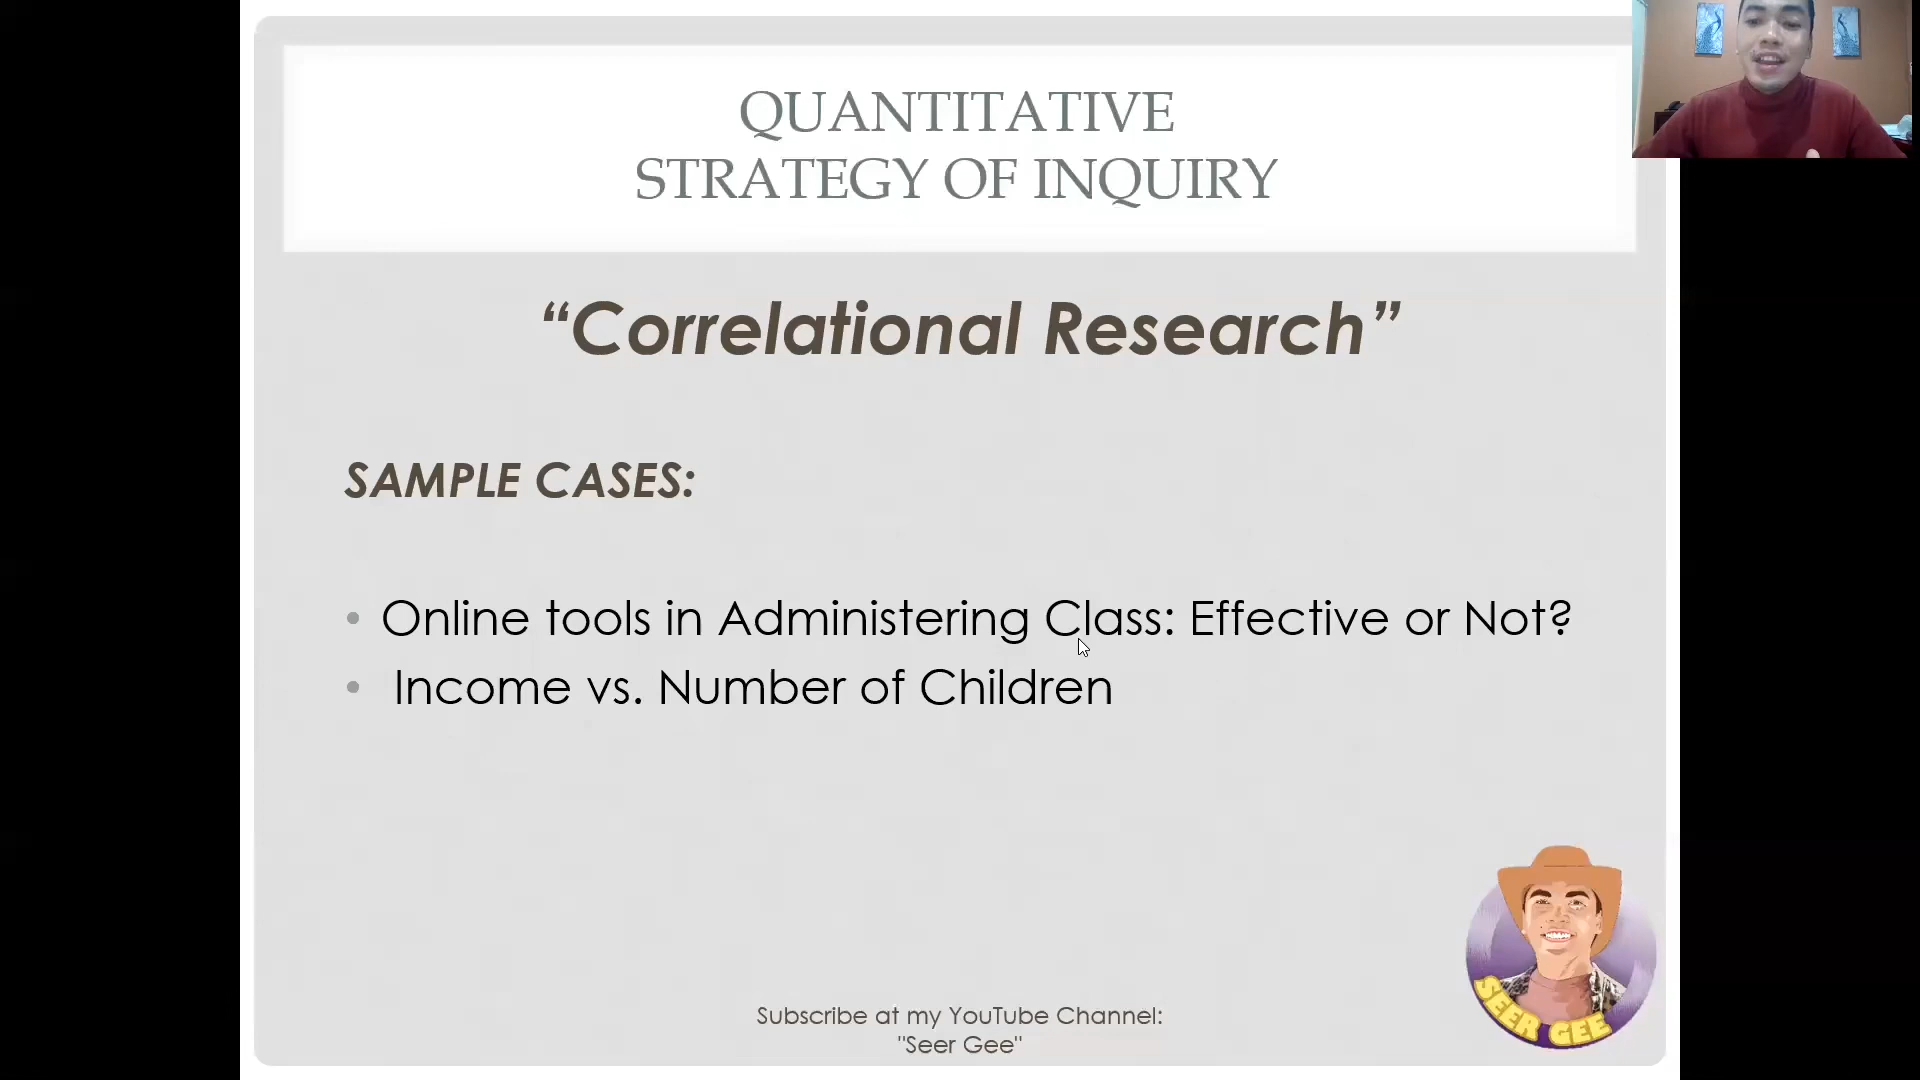 QUANTITATIVE
STRATEGY OF INQUIRY
“Correlational Research”
SAMPLE CASES:
• Online tools in Administering Class: Effective or Not?
• Income vs. Number of Children
SEER GEE
Subscribe at my YouTube Channel:
"Seer Gee"